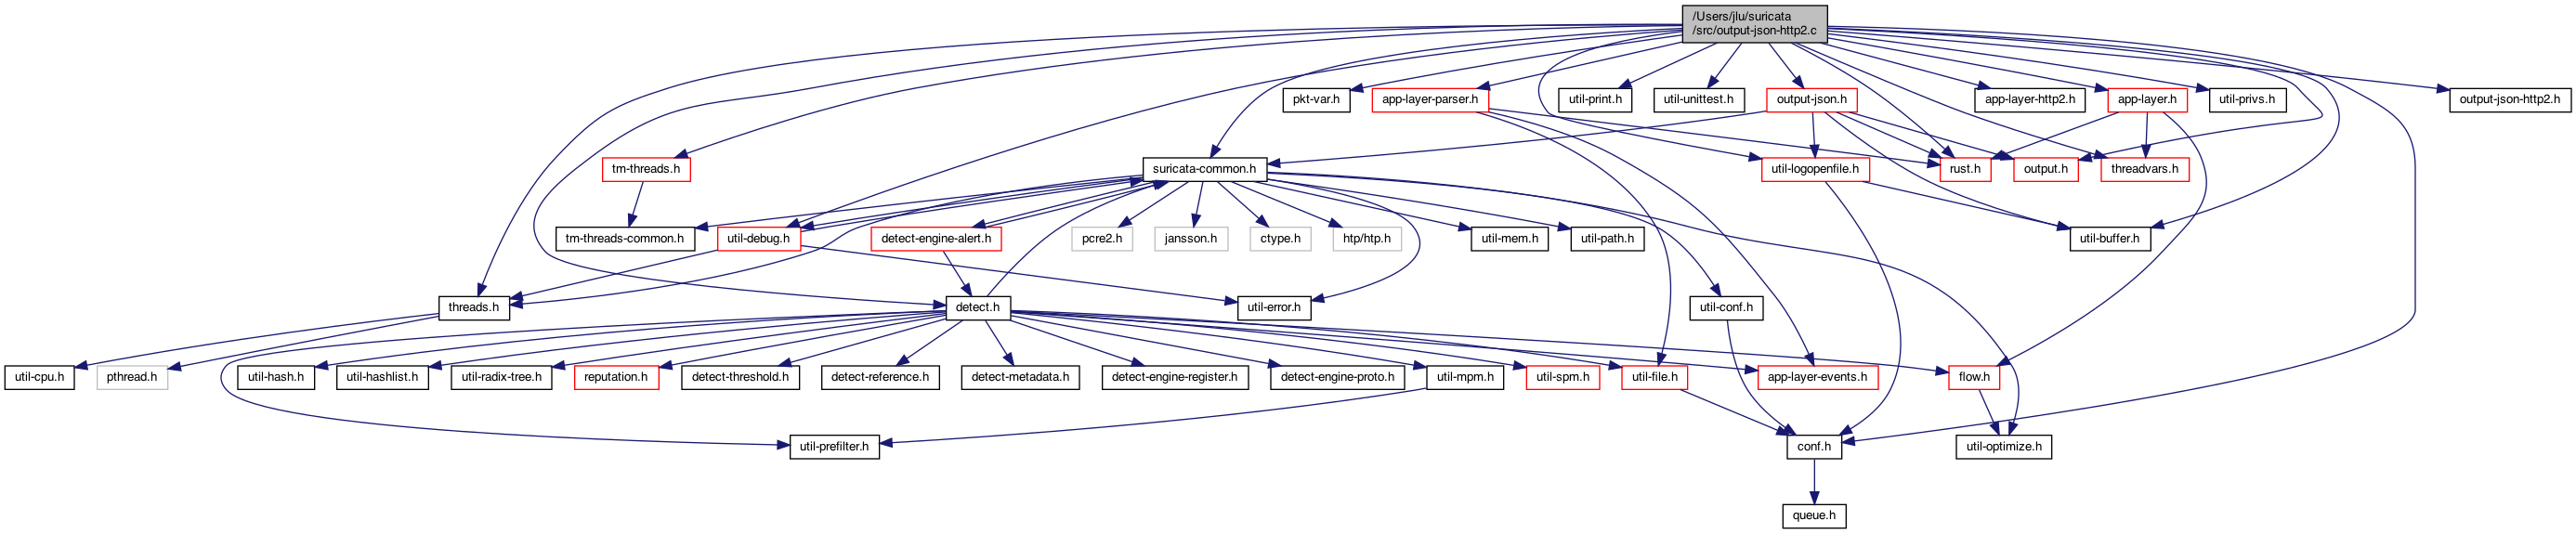 /Users/jlu/suricata
/src/output-json-http2.c
pkt-var.h
app-layer-parser.h
util-print.h
util-unittest.h
output-json.h
app-layer-http2.h
app-layer.h
util-privs.h
output-json-http2.h
tm-threads.h
suricata-common.h
util-logopenfile.h
rust.h
output.h
threadvars.h
tm-threads-common.h
util-debug.h
detect-engine-alert.h
pcre2.h
jansson.h
ctype.h
htp/htp.h
util-mem.h
util-path.h
util-buffer.h
threads.h
detect.h
util-error.h
util-conf.h
util-cpu.h
pthread.h
util-hash.h
util-hashlist.h
util-radix-tree.h
reputation.h
detect-threshold.h
detect-reference.h
detect-metadata.h
detect-engine-register.h
detect-engine-proto.h
util-mpm.h
util-spm.h
util-file.h
app-layer-events.h
flow.h
util-prefilter.h
conf.h
util-optimize.h
queue.h